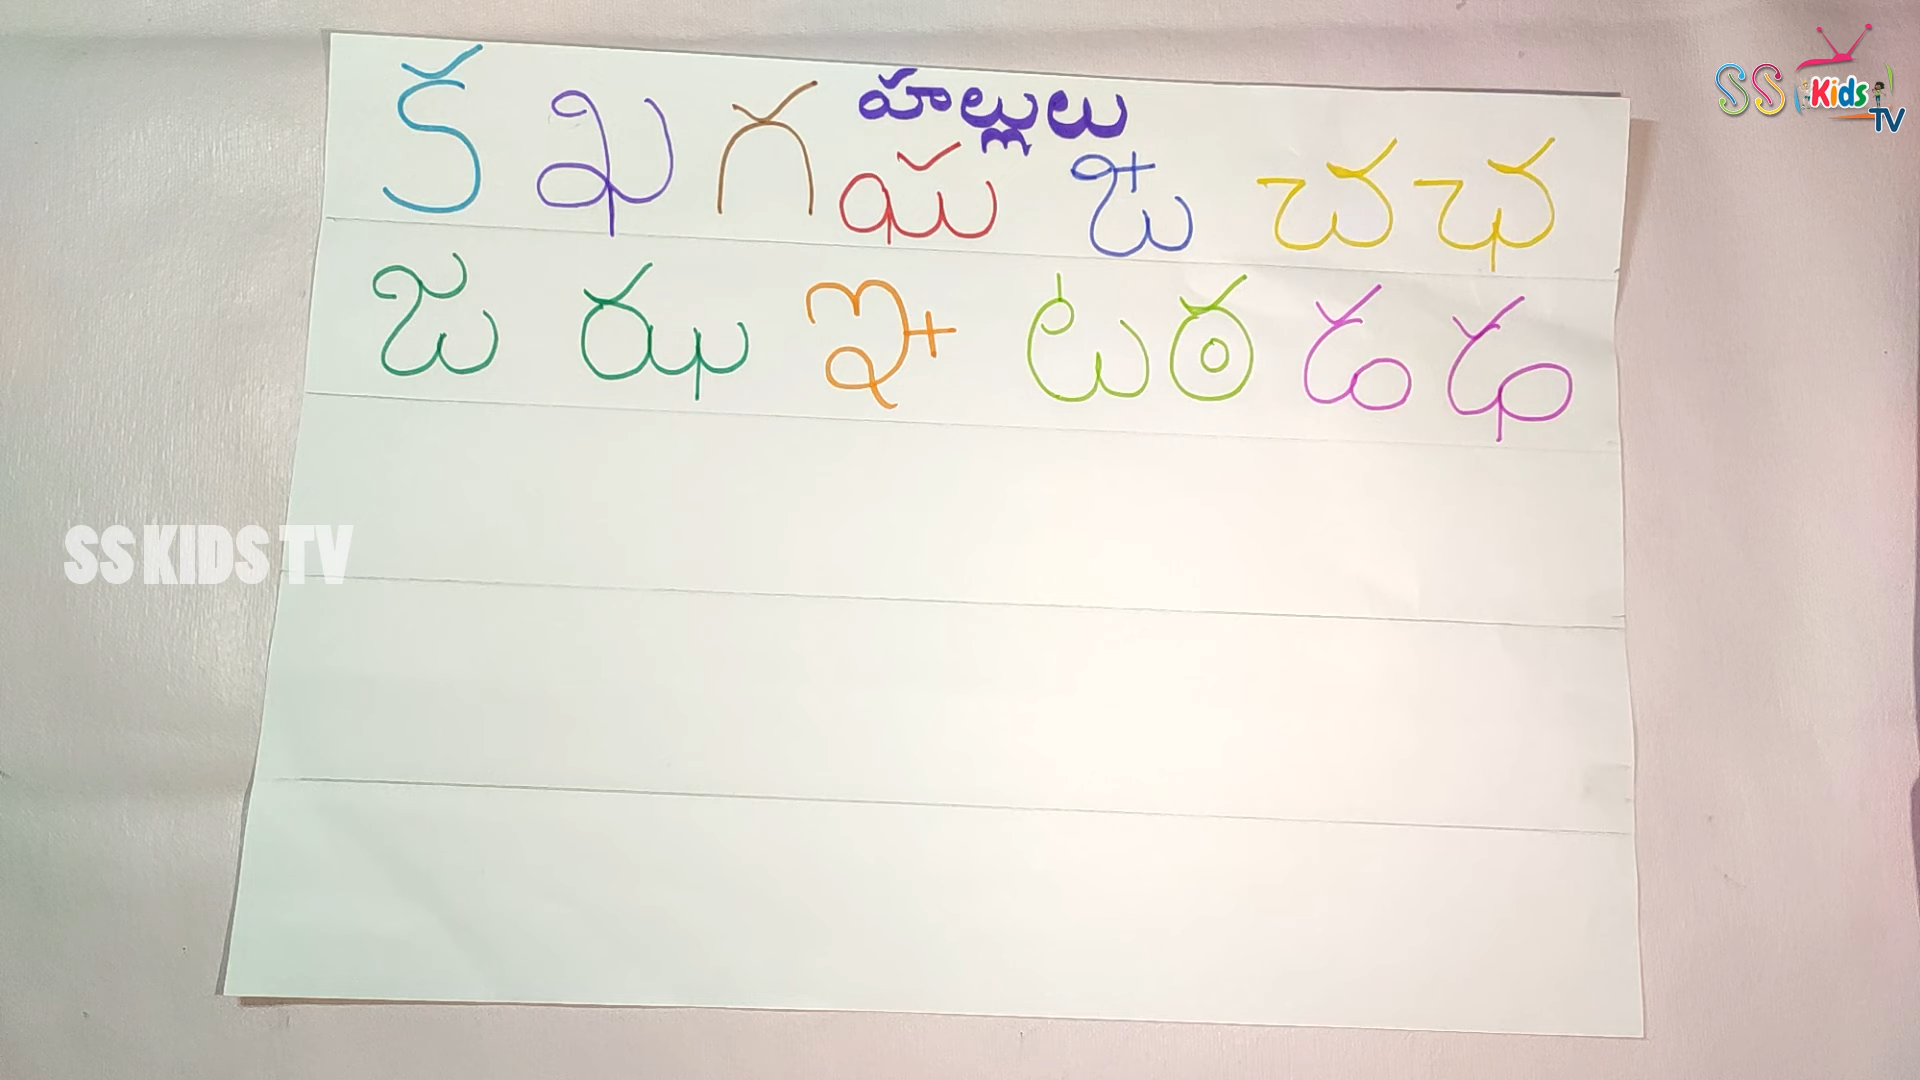 హల్లులు
క ఖ గ ఘ ఙ చ ఛ
జ ఝ ఞ ట ఠ డ ఢ
SS Kids TV
SS KIDS TV